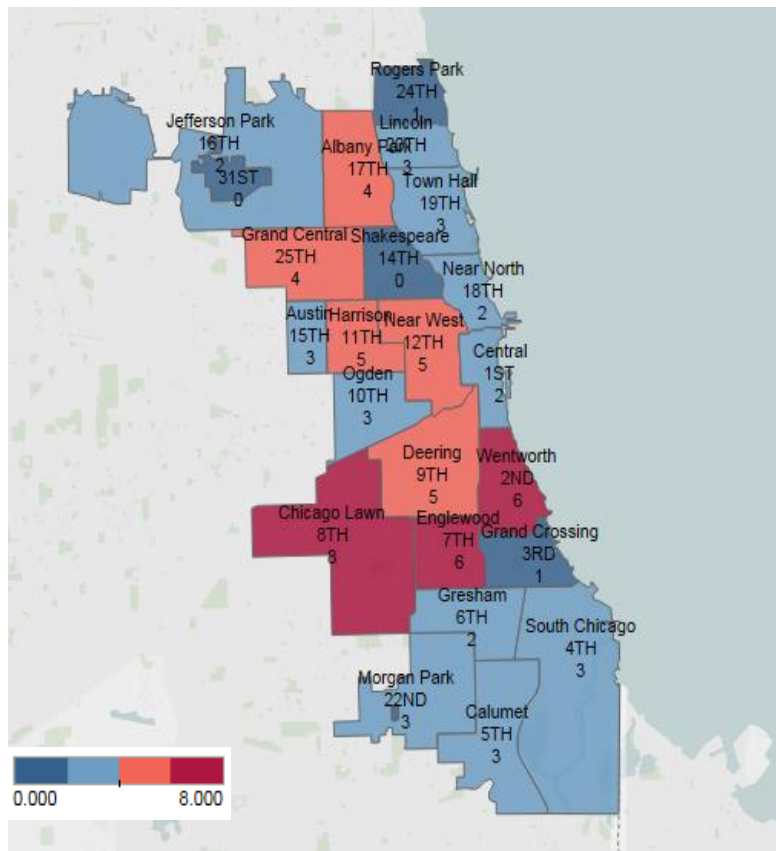 Rogers Park
24TH
1
Lincoln
20TH
3
Jefferson Park
16TH
2
31ST
0
Albany Park
17TH
4
Town Hall
19TH
3
Grand Central
25TH
4
Shakespeare
14TH
0
Near North
18TH
2
Austin
15TH
3
Harrison
11TH
5
Near West
12TH
5
Central
1ST
2
Ogden
10TH
3
Deering
9TH
5
Wentworth
2ND
6
Chicago Lawn
8TH
8
Englewood
7TH
6
Grand Crossing
3RD
1
Gresham
6TH
2
South Chicago
4TH
3
Morgan Park
22ND
3
Calumet
5TH
3
0.000
8.000